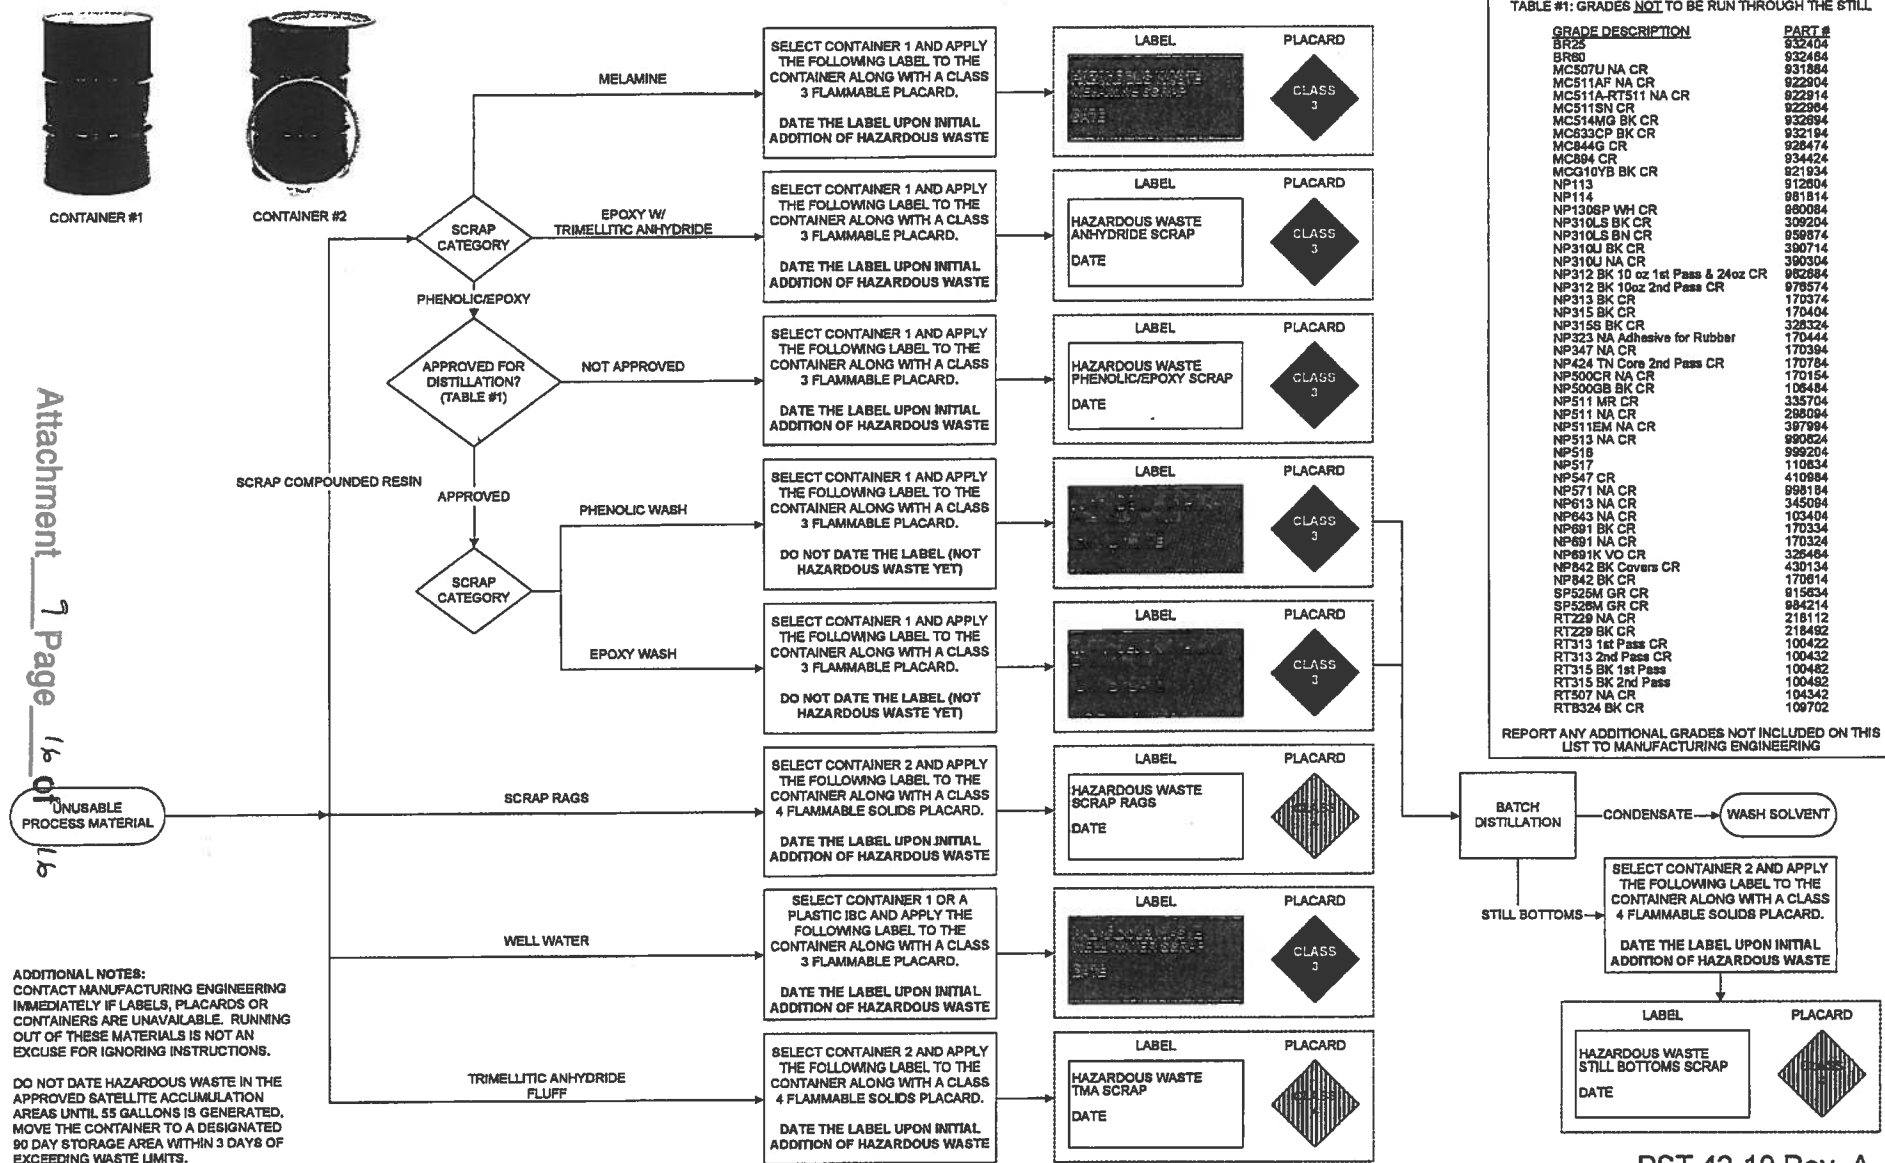 CONTAINER #1
CONTAINER #2
Attachment 7 Page 16 of 16
UNUSABLE
PROCESS MATERIAL
SCRAP COMPOUNDED RESIN
SCRAP
CATEGORY
MELAMINE
SELECT CONTAINER 1 AND APPLY
THE FOLLOWING LABEL TO THE
CONTAINER ALONG WITH A CLASS
3 FLAMMABLE PLACARD.
DATE THE LABEL UPON INITIAL
ADDITION OF HAZARDOUS WASTE
LABEL
PLACARD
HAZARDOUS WASTE
MELAMINE SCRAP
DATE
CLASS
3
EPOXY W/
TRIMELLITIC ANHYDRIDE
SELECT CONTAINER 1 AND APPLY
THE FOLLOWING LABEL TO THE
CONTAINER ALONG WITH A CLASS
3 FLAMMABLE PLACARD.
DATE THE LABEL UPON INITIAL
ADDITION OF HAZARDOUS WASTE
LABEL
PLACARD
HAZARDOUS WASTE
ANHYDRIDE SCRAP
DATE
CLASS
3
PHENOLIC/EPOXY
APPROVED FOR
DISTILLATION?
(TABLE #1)
NOT APPROVED
SELECT CONTAINER 1 AND APPLY
THE FOLLOWING LABEL TO THE
CONTAINER ALONG WITH A CLASS
3 FLAMMABLE PLACARD.
DATE THE LABEL UPON INITIAL
ADDITION OF HAZARDOUS WASTE
LABEL
PLACARD
HAZARDOUS WASTE
PHENOLIC/EPOXY SCRAP
DATE
CLASS
3
APPROVED
SCRAP
CATEGORY
PHENOLIC WASH
SELECT CONTAINER 1 AND APPLY
THE FOLLOWING LABEL TO THE
CONTAINER ALONG WITH A CLASS
3 FLAMMABLE PLACARD.
DO NOT DATE THE LABEL (NOT
HAZARDOUS WASTE YET)
LABEL
PLACARD
CLASS
3
EPOXY WASH
SELECT CONTAINER 1 AND APPLY
THE FOLLOWING LABEL TO THE
CONTAINER ALONG WITH A CLASS
3 FLAMMABLE PLACARD.
DO NOT DATE THE LABEL (NOT
HAZARDOUS WASTE YET)
LABEL
PLACARD
CLASS
3
SCRAP RAGS
SELECT CONTAINER 2 AND APPLY
THE FOLLOWING LABEL TO THE
CONTAINER ALONG WITH A CLASS
4 FLAMMABLE SOLIDS PLACARD.
DATE THE LABEL UPON INITIAL
ADDITION OF HAZARDOUS WASTE
LABEL
PLACARD
HAZARDOUS WASTE
SCRAP RAGS
DATE
CLASS
WELL WATER
SELECT CONTAINER 1 OR A
PLASTIC IBC AND APPLY THE
FOLLOWING LABEL TO THE
CONTAINER ALONG WITH A CLASS
3 FLAMMABLE PLACARD.
DATE THE LABEL UPON INITIAL
ADDITION OF HAZARDOUS WASTE
LABEL
PLACARD
HAZARDOUS WASTE
WELL WATER SCRAP
DATE
CLASS
3
TRIMELLITIC ANHYDRIDE
FLUFF
SELECT CONTAINER 2 AND APPLY
THE FOLLOWING LABEL TO THE
CONTAINER ALONG WITH A CLASS
4 FLAMMABLE SOLIDS PLACARD.
DATE THE LABEL UPON INITIAL
ADDITION OF HAZARDOUS WASTE
LABEL
PLACARD
HAZARDOUS WASTE
TMA SCRAP
DATE
CLASS
ADDITIONAL NOTES:
CONTACT MANUFACTURING ENGINEERING
IMMEDIATELY IF LABELS, PLACARDS OR
CONTAINERS ARE UNAVAILABLE. RUNNING
OUT OF THESE MATERIALS IS NOT AN
EXCUSE FOR IGNORING INSTRUCTIONS.
DO NOT DATE HAZARDOUS WASTE IN THE
APPROVED SATELLITE ACCUMULATION
AREAS UNTIL 55 GALLONS IS GENERATED.
MOVE THE CONTAINER TO A DESIGNATED
90 DAY STORAGE AREA WITHIN 3 DAYS OF
EXCEEDING WASTE LIMITS.
TABLE #1: GRADES NOT TO BE RUN THROUGH THE STILL
GRADE DESCRIPTION PART #
BR25 932404
BR60 932464
MC507U NA CR 931864
MC511AF NA CR 922904
MC511A-RT511 NA CR 922914
MC511SN CR 922964
MC514MG BK CR 932694
MC633CP BK CR 932194
MC844G CR 926474
MC894 CR 934424
MCG10YB BK CR 921934
NP113 912604
NP114 981814
NP130SP WH CR 960084
NP310LS BK CR 309204
NP310LS BN CR 959874
NP310U BK CR 390714
NP310U NA CR 390304
NP312 BK 10 oz 1st Pass & 24oz CR 962684
NP312 BK 10oz 2nd Pass CR 976574
NP313 BK CR 170374
NP315 BK CR 170404
NP315S BK CR 326324
NP323 NA Adhesive for Rubber 170444
NP347 NA CR 170394
NP424 TN Core 2nd Pass CR 170784
NP500CR NA CR 170154
NP500GB BK CR 106484
NP511 MR CR 335704
NP511 NA CR 298094
NP511EM NA CR 397994
NP513 NA CR 990624
NP516 999204
NP517 110634
NP547 CR 410984
NP571 NA CR 998184
NP613 NA CR 345084
NP643 NA CR 103404
NP691 BK CR 170334
NP691 NA CR 170324
NP691K VO CR 326464
NP842 BK Covers CR 430134
NP842 BK CR 170614
SP525M GR CR 915634
SP526M GR CR 984214
RT229 NA CR 218112
RT229 BK CR 218492
RT313 1st Pass CR 100422
RT313 2nd Pass CR 100432
RT315 BK 1st Pass 100482
RT315 BK 2nd Pass 100492
RT507 NA CR 104342
RTB324 BK CR 109702
REPORT ANY ADDITIONAL GRADES NOT INCLUDED ON THIS
LIST TO MANUFACTURING ENGINEERING
BATCH
DISTILLATION
CONDENSATE
WASH SOLVENT
STILL BOTTOMS
SELECT CONTAINER 2 AND APPLY
THE FOLLOWING LABEL TO THE
CONTAINER ALONG WITH A CLASS
4 FLAMMABLE SOLIDS PLACARD.
DATE THE LABEL UPON INITIAL
ADDITION OF HAZARDOUS WASTE
LABEL
PLACARD
HAZARDOUS WASTE
STILL BOTTOMS SCRAP
DATE
CLASS